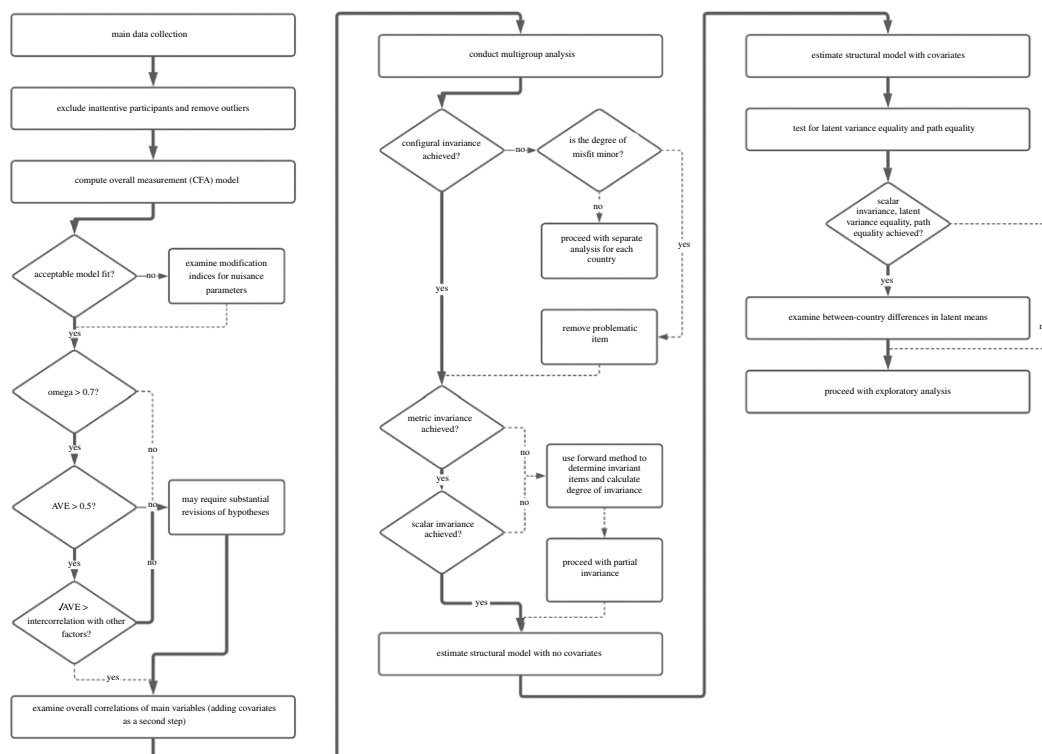 main data collection
exclude inattentive participants and remove outliers
compute overall measurement (CFA) model
acceptable model fit?
no
examine modification
indices for nuisance
parameters
yes
omega > 0.7?
no
yes
AVE > 0.5?
no
may require substantial
revisions of hypotheses
yes
no
√AVE >
intercorrelation with other
factors?
yes
examine overall correlations of main variables (adding covariates
as a second step)
conduct multigroup analysis
configural invariance
achieved?
no
is the degree of
misfit minor?
no
yes
proceed with separate
analysis for each
country
yes
remove problematic
item
metric invariance
achieved?
no
use forward method to
determine invariant
items and calculate
degree of invariance
yes
no
scalar invariance
achieved?
proceed with partial
invariance
yes
estimate structural model with no covariates
estimate structural model with covariates
test for latent variance equality and path equality
scalar
invariance, latent
variance equality, path
equality achieved?
yes
examine between-country differences in latent means
proceed with exploratory analysis